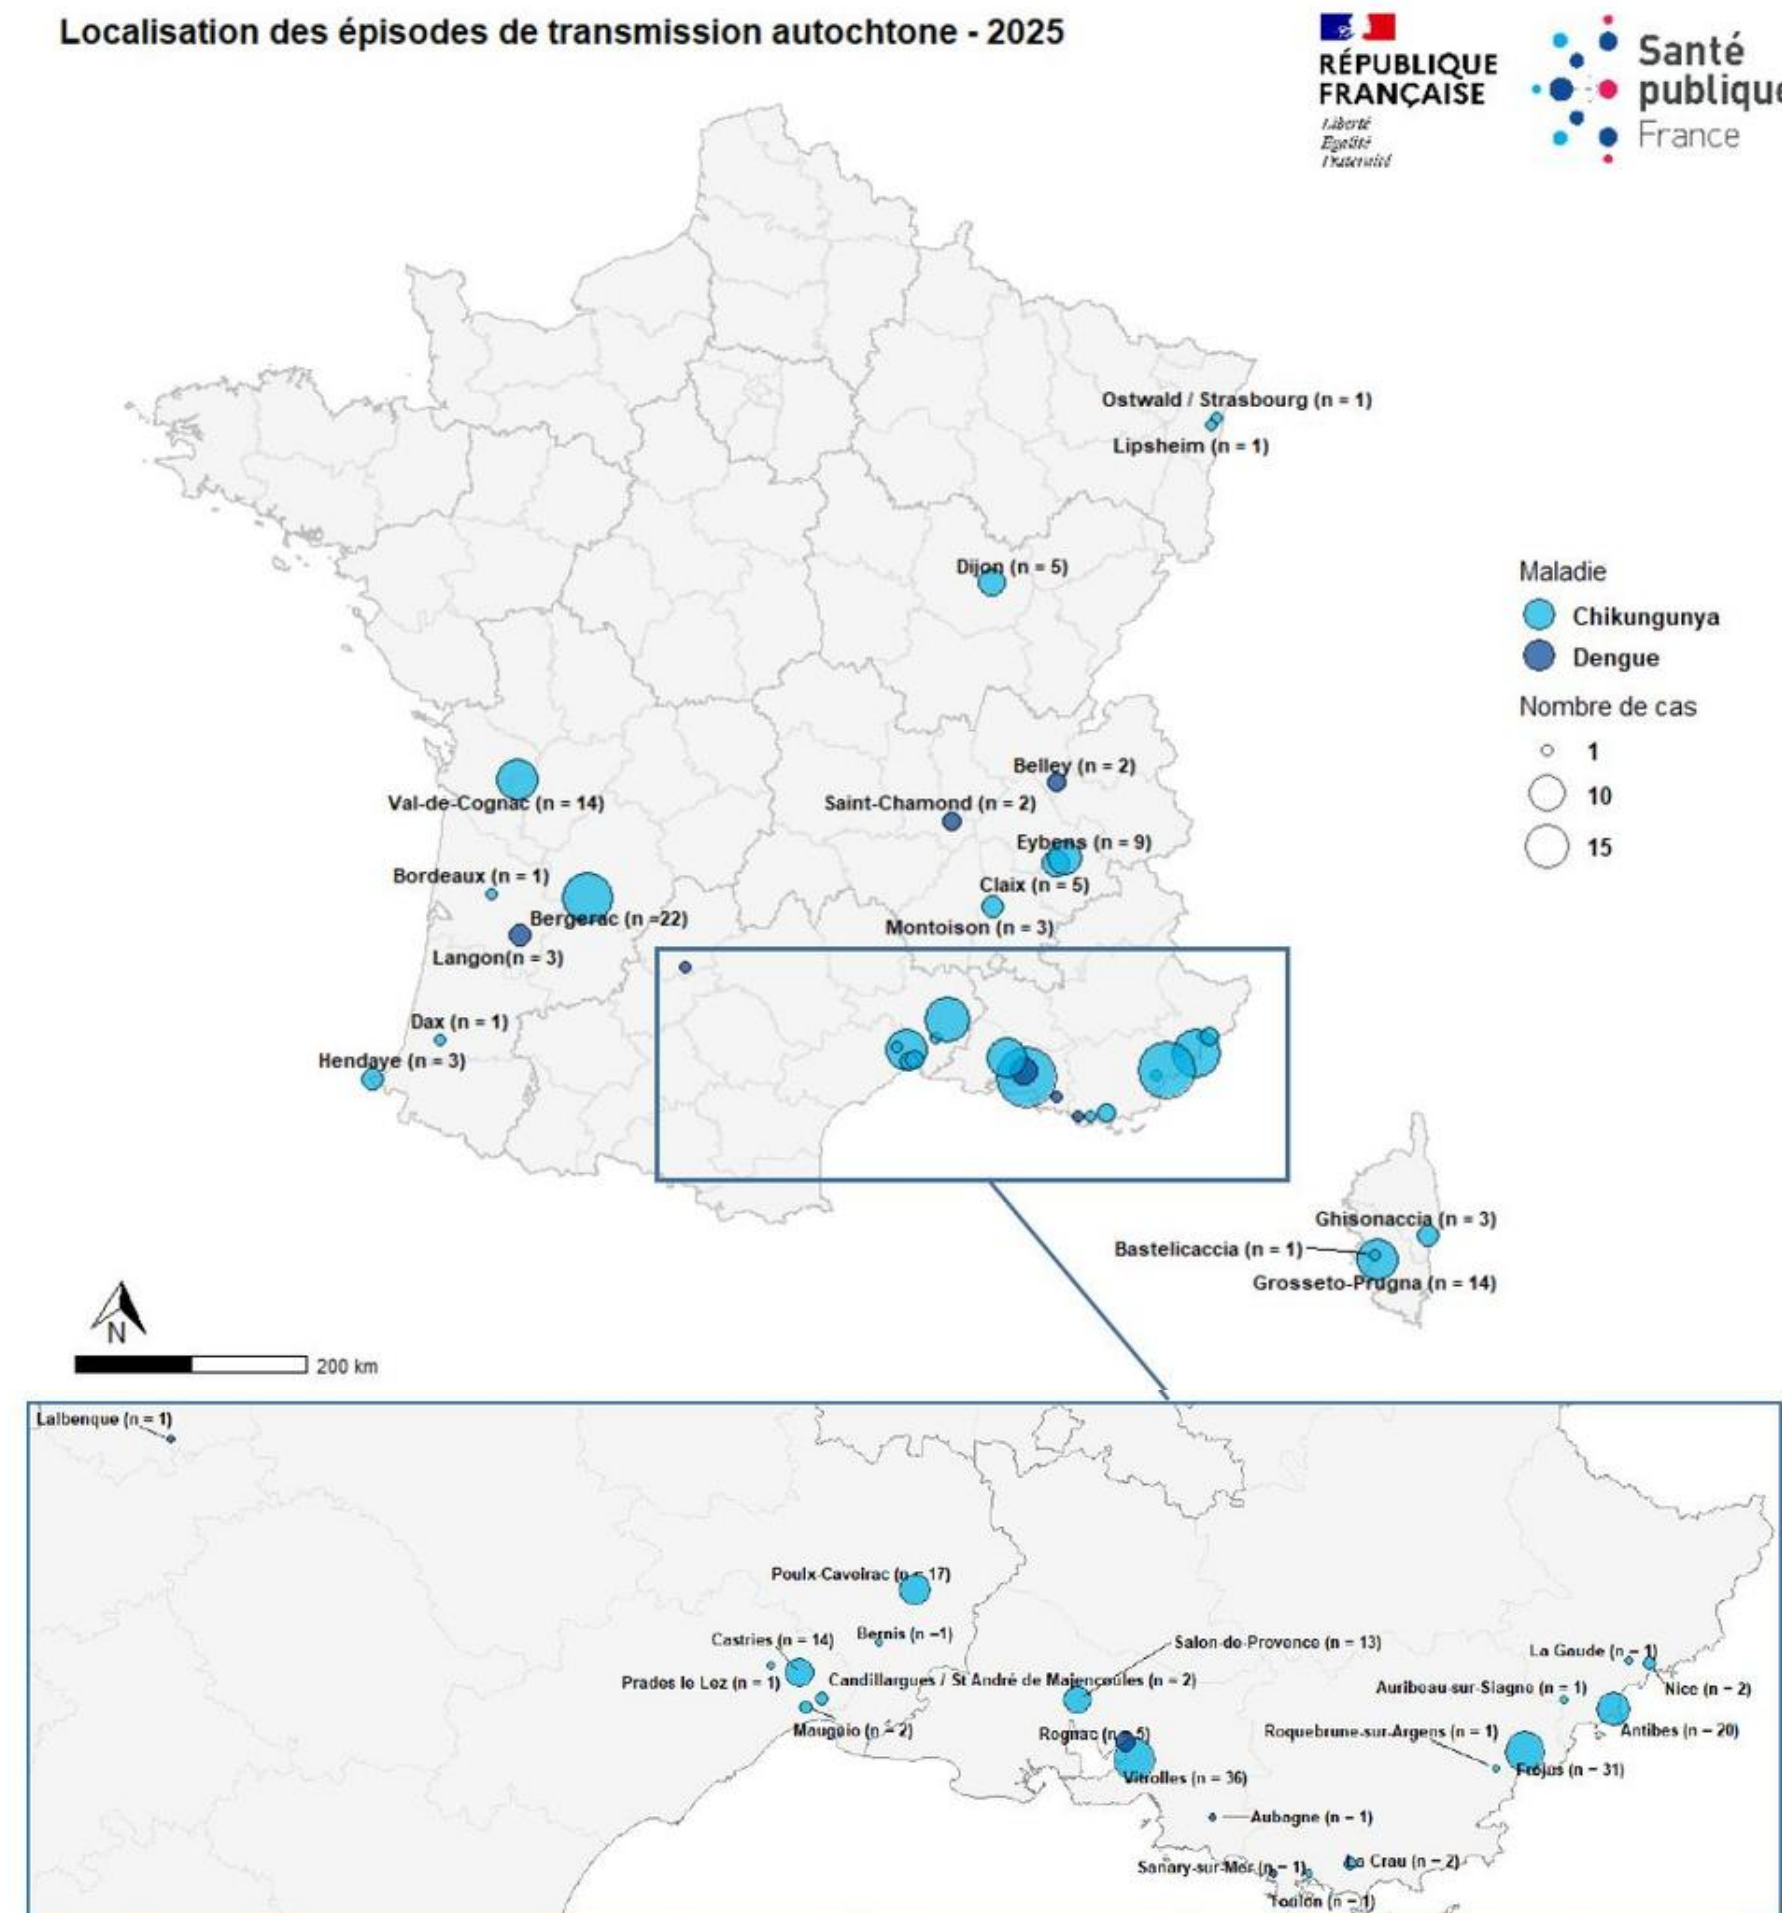 Localisation des épisodes de transmission autochtone - 2025
RÉPUBLIQUE
FRANÇAISE
Liberté
Égalité
Fraternité
Santé
publique
France
Ostwald / Strasbourg (n = 1)
Lipsheim (n = 1)
Dijon (n = 5)
Maladie
Chikungunya
Dengue
Nombre de cas
1
10
15
Belley (n = 2)
Val-de-Cognac (n = 14)
Saint-Chamond (n = 2)
Eybens (n = 9)
Bordeaux (n = 1)
Claix (n = 5)
Bergerac (n =22)
Montoison (n = 3)
Langon(n = 3)
Dax (n = 1)
Hendaye (n = 3)
Ghisonaccia (n = 3)
Bastelicaccia (n = 1)
Grosseto-Prugna (n = 14)
N
200 km
Lalbenque (n = 1)
Poulx-Caveirac (n = 17)
Bernis (n =1)
Castries (n = 14)
Salon-de-Provence (n = 13)
La Gaude (n = 1)
Prades le Lez (n = 1)
Candillargues / St André de Majencoules (n = 2)
Auribeau-sur-Siagne (n = 1)
Nice (n = 2)
Mauguio (n = 2)
Rognac (n = 5)
Roquebrune-sur-Argens (n = 1)
Antibes (n = 20)
Vitrolles (n = 36)
Fréjus (n = 31)
Aubagne (n = 1)
Sanary-sur-Mer (n = 1)
La Crau (n = 2)
Toulon (n = 1)